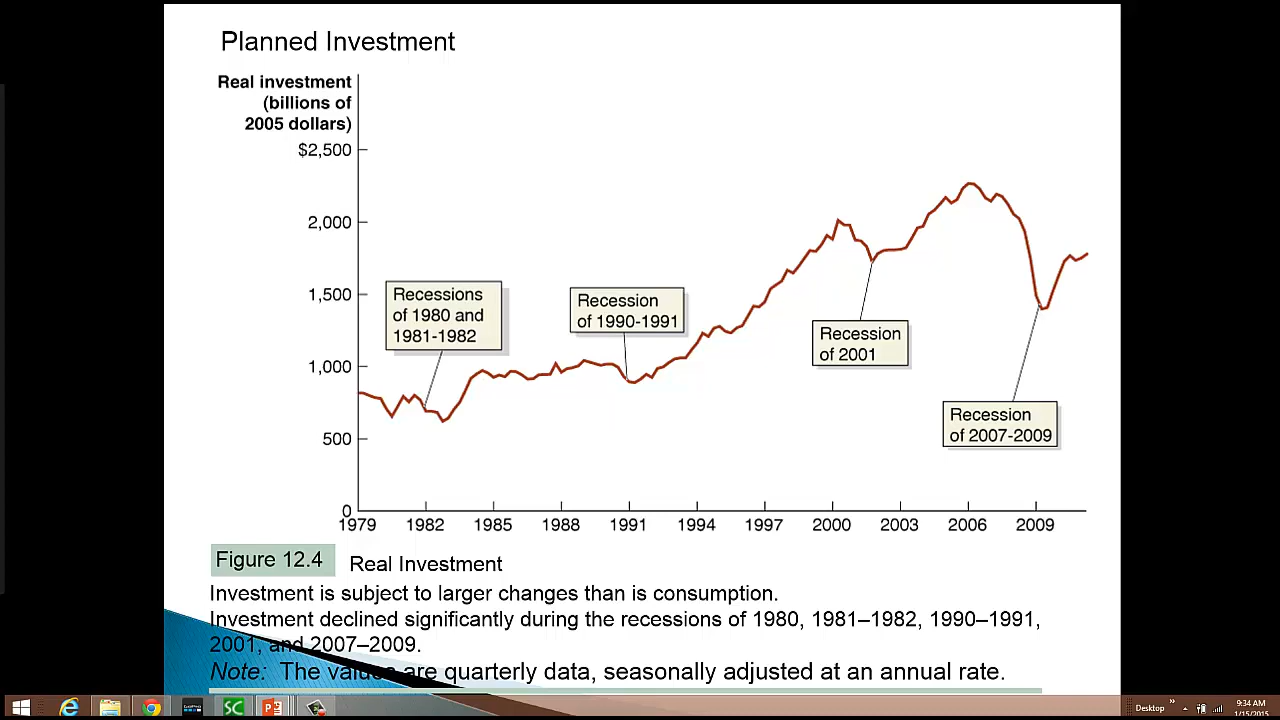 Planned Investment
Real investment
(billions of
2005 dollars)
$2,500
2,000
1,500
1,000
500
0
Recessions
of 1980 and
1981-1982
Recession
of 1990-1991
Recession
of 2001
Recession
of 2007-2009
1979 1982 1985 1988 1991 1994 1997 2000 2003 2006 2009
Figure 12.4 Real Investment
Investment is subject to larger changes than is consumption.
Investment declined significantly during the recessions of 1980, 1981–1982, 1990–1991,
2001, and 2007–2009.
Note: The values are quarterly data, seasonally adjusted at an annual rate.
Desktop
9:34 AM
1/15/2015